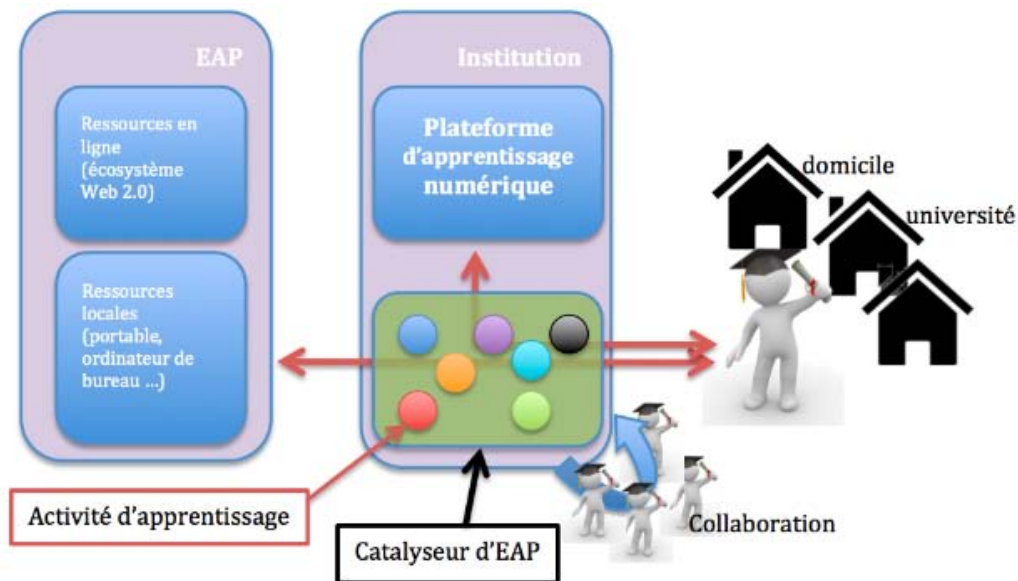 EAP
Ressources en
ligne
(écosystème
Web 2.0)
Ressources
locales
(portable,
ordinateur de
bureau ...)
Institution
Plateforme
d'apprentissage
numérique
domicile
université
Activité d'apprentissage
Catalyseur d'EAP
Collaboration